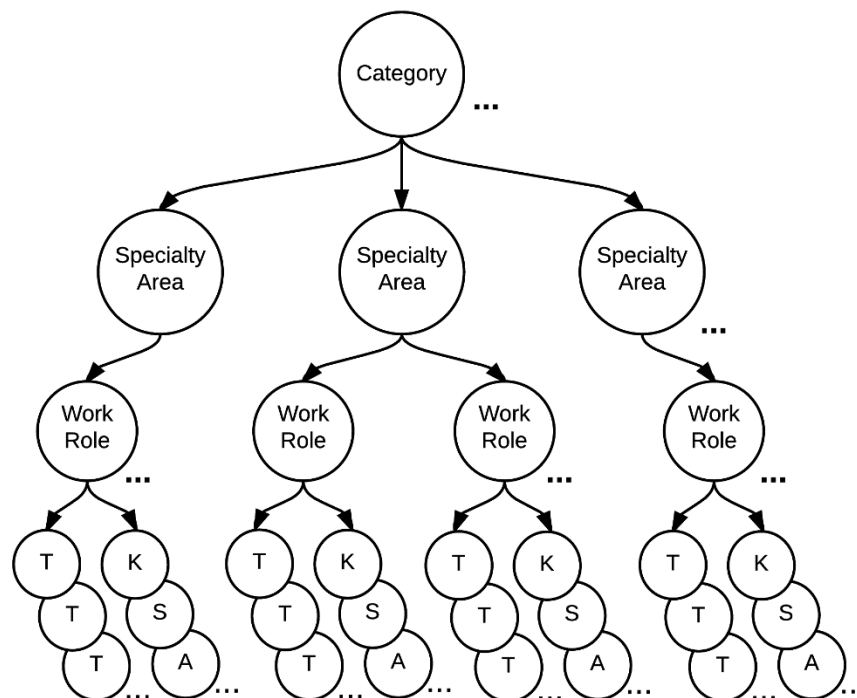 Category
...
Specialty
Area
Specialty
Area
Specialty
Area
...
Work
Role
...
Work
Role
Work
Role
...
Work
Role
...
T K T K T K T K
T S T S T S T S
T A T A T A T A
... ... ... ... ... ... ... ...